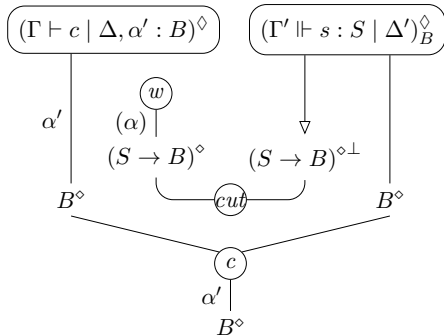 (Γ ⊢ c | Δ, α′ : B)^◇ (Γ′ ⊩ s : S | Δ′)^◇_B
w
α′ (α)
(S → B)^⋄ (S → B)^⋄⊥
B^⋄ cut B^⋄
c
α′
B^⋄